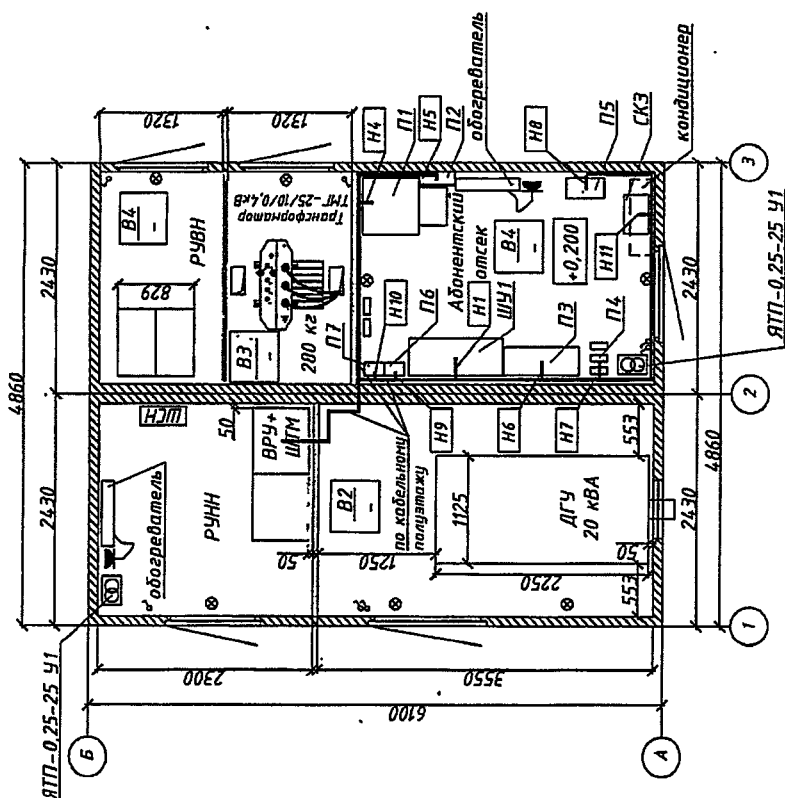 4860
2430
2430
1320
1320
ЯТП-0,25-25 У1
Б
обогреватель
ШСН
РУНН
50
ВРУ+
ШГМ
В4
829
РУВН
Трансформатор
ТМГ-25/10/0,4кВ
В3
200 кг
Н4
П1
Н5
П2
обогреватель
2300
3550
6100
50
1250
В2
по кабельному
полуэтажу
П7
Н10
П6
Н1
ШУ1
Н9
П3
Н6
П4
Н7
Абонентский
отсек
В4
+0,200
Н8
П5
СКЗ
Н11
кондиционер
1125
2250
553
553
50
ДГУ
20 кВА
А
2430
2430
4860
ЯТП-0,25-25 У1
1
2
3